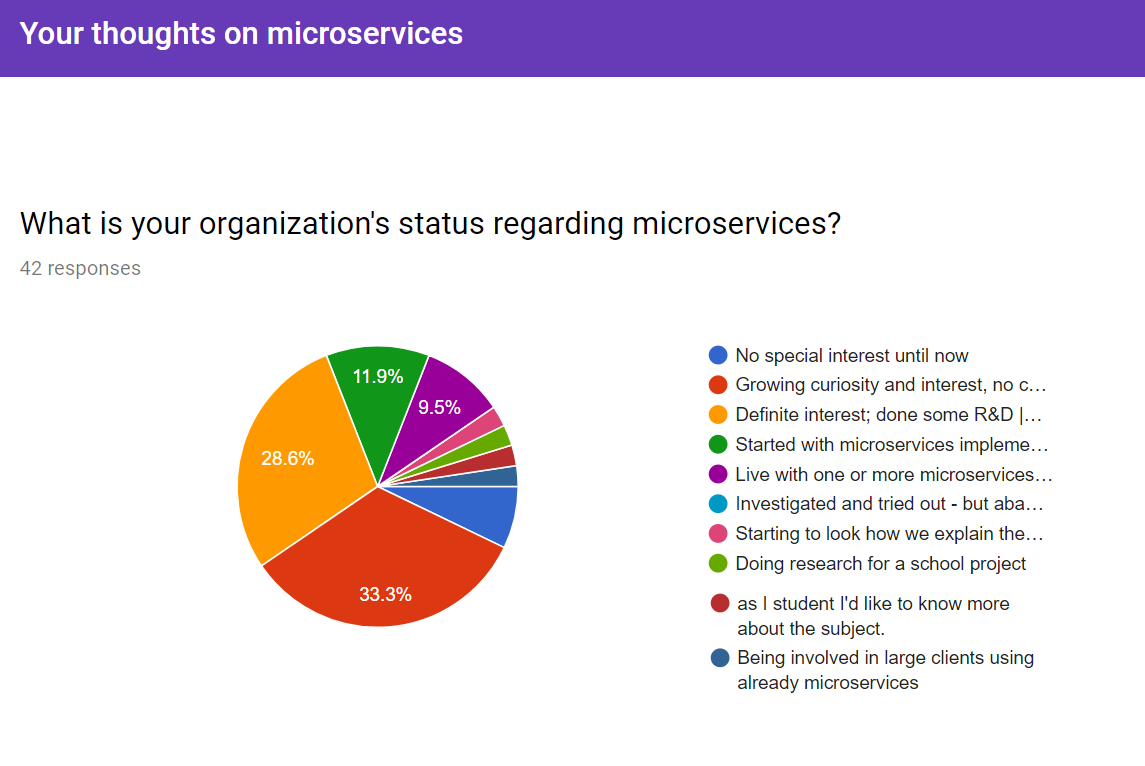 Your thoughts on microservices
What is your organization's status regarding microservices?
42 responses
11.9%
9.5%
28.6%
33.3%
No special interest until now
Growing curiosity and interest, no c…
Definite interest; done some R&D |…
Started with microservices impleme…
Live with one or more microservices…
Investigated and tried out - but aba…
Starting to look how we explain the…
Doing research for a school project
as I student I'd like to know more
about the subject.
Being involved in large clients using
already microservices